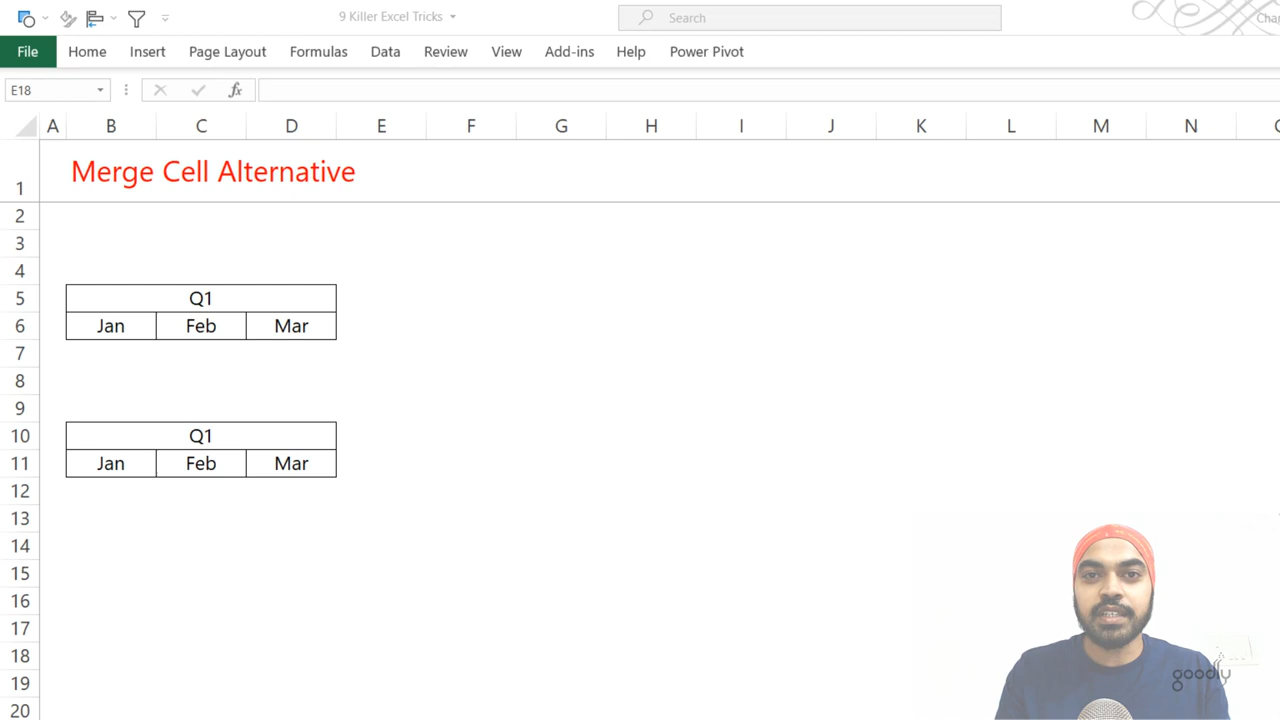 9 Killer Excel Tricks
Search
Char
File Home Insert Page Layout Formulas Data Review View Add-ins Help Power Pivot
E18 fx
A B C D E F G H I J K L M N
1 Merge Cell Alternative
2
3
4
5 Q1
6 Jan Feb Mar
7
8
9
10 Q1
11 Jan Feb Mar
12
13
14
15
16
17
18
19
20
goodly